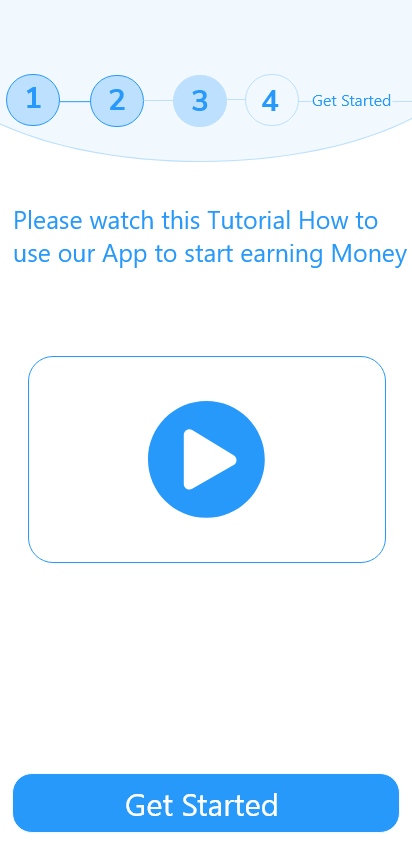 1 2 3 4 Get Started
Please watch this Tutorial How to
use our App to start earning Money
Get Started